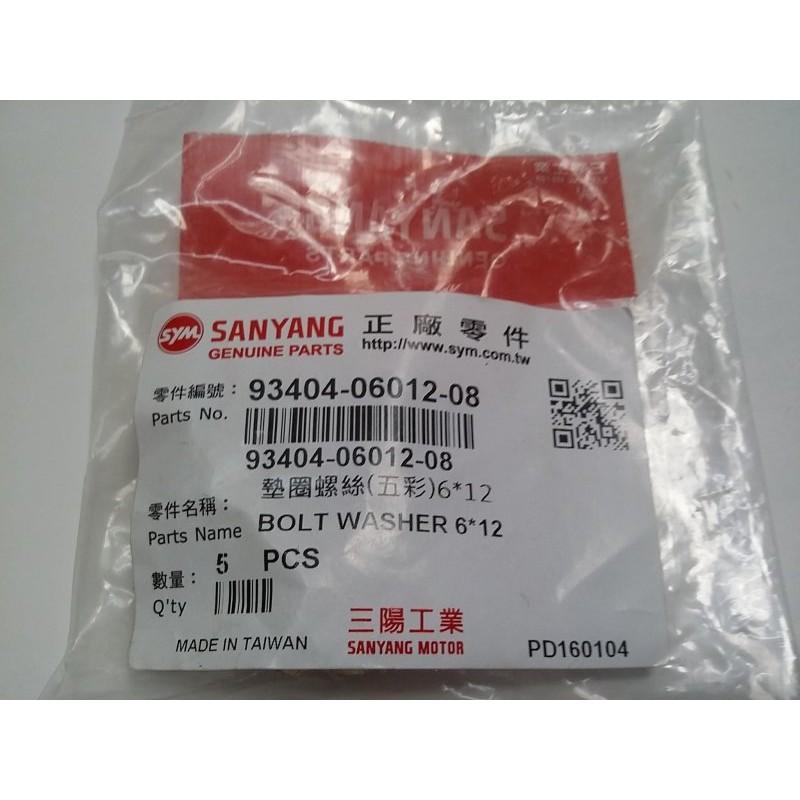 SANYANG
GENUINE PARTS
SYM
SANYANG
GENUINE PARTS
正廠零件
http://www.sym.com.tw
零件編號：
Parts No.
93404-06012-08
93404-06012-08
墊圈螺絲(五彩)6*12
零件名稱：
Parts Name
BOLT WASHER 6*12
數量：
Q'ty
5 PCS
MADE IN TAIWAN
三陽工業
SANYANG MOTOR
PD160104